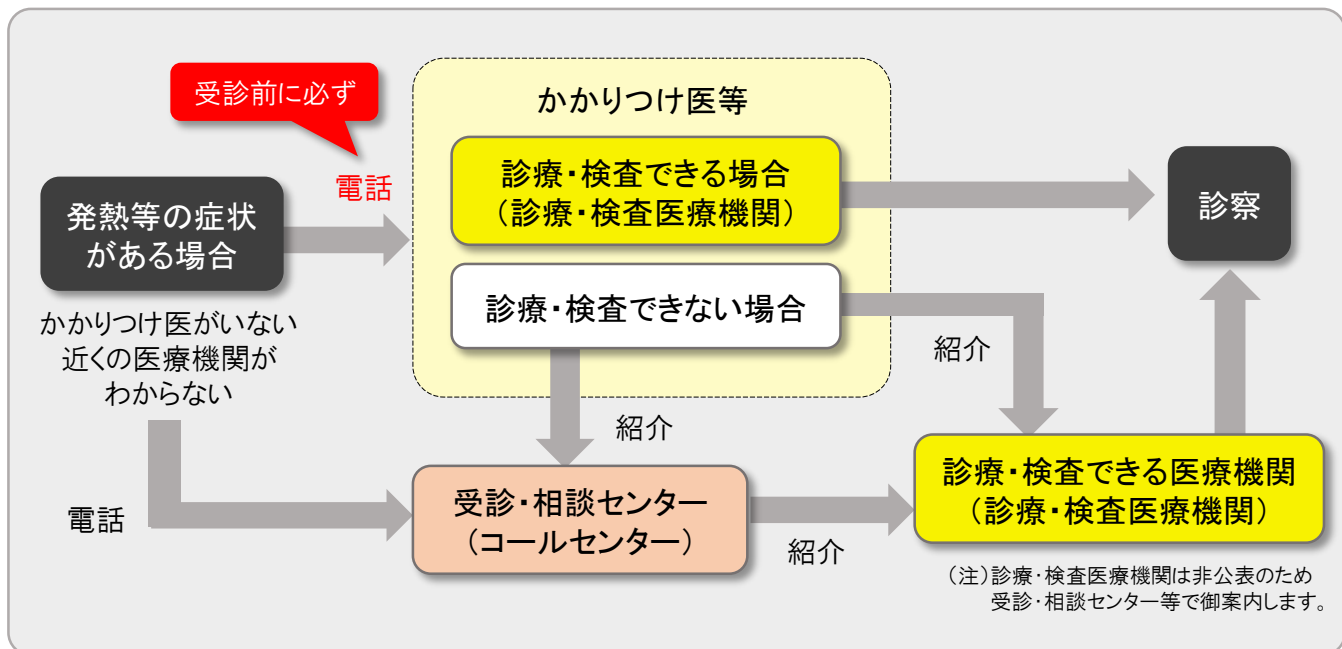 受診前に必ず
電話
発熱等の症状
がある場合
かかりつけ医等
診療・検査できる場合
（診療・検査医療機関）
診療・検査できない場合
診察
かかりつけ医がいない
近くの医療機関が
わからない
電話
紹介
紹介
受診・相談センター
（コールセンター）
紹介
診療・検査できる医療機関
（診療・検査医療機関）
（注）診療・検査医療機関は非公表のため
受診・相談センター等で御案内します。